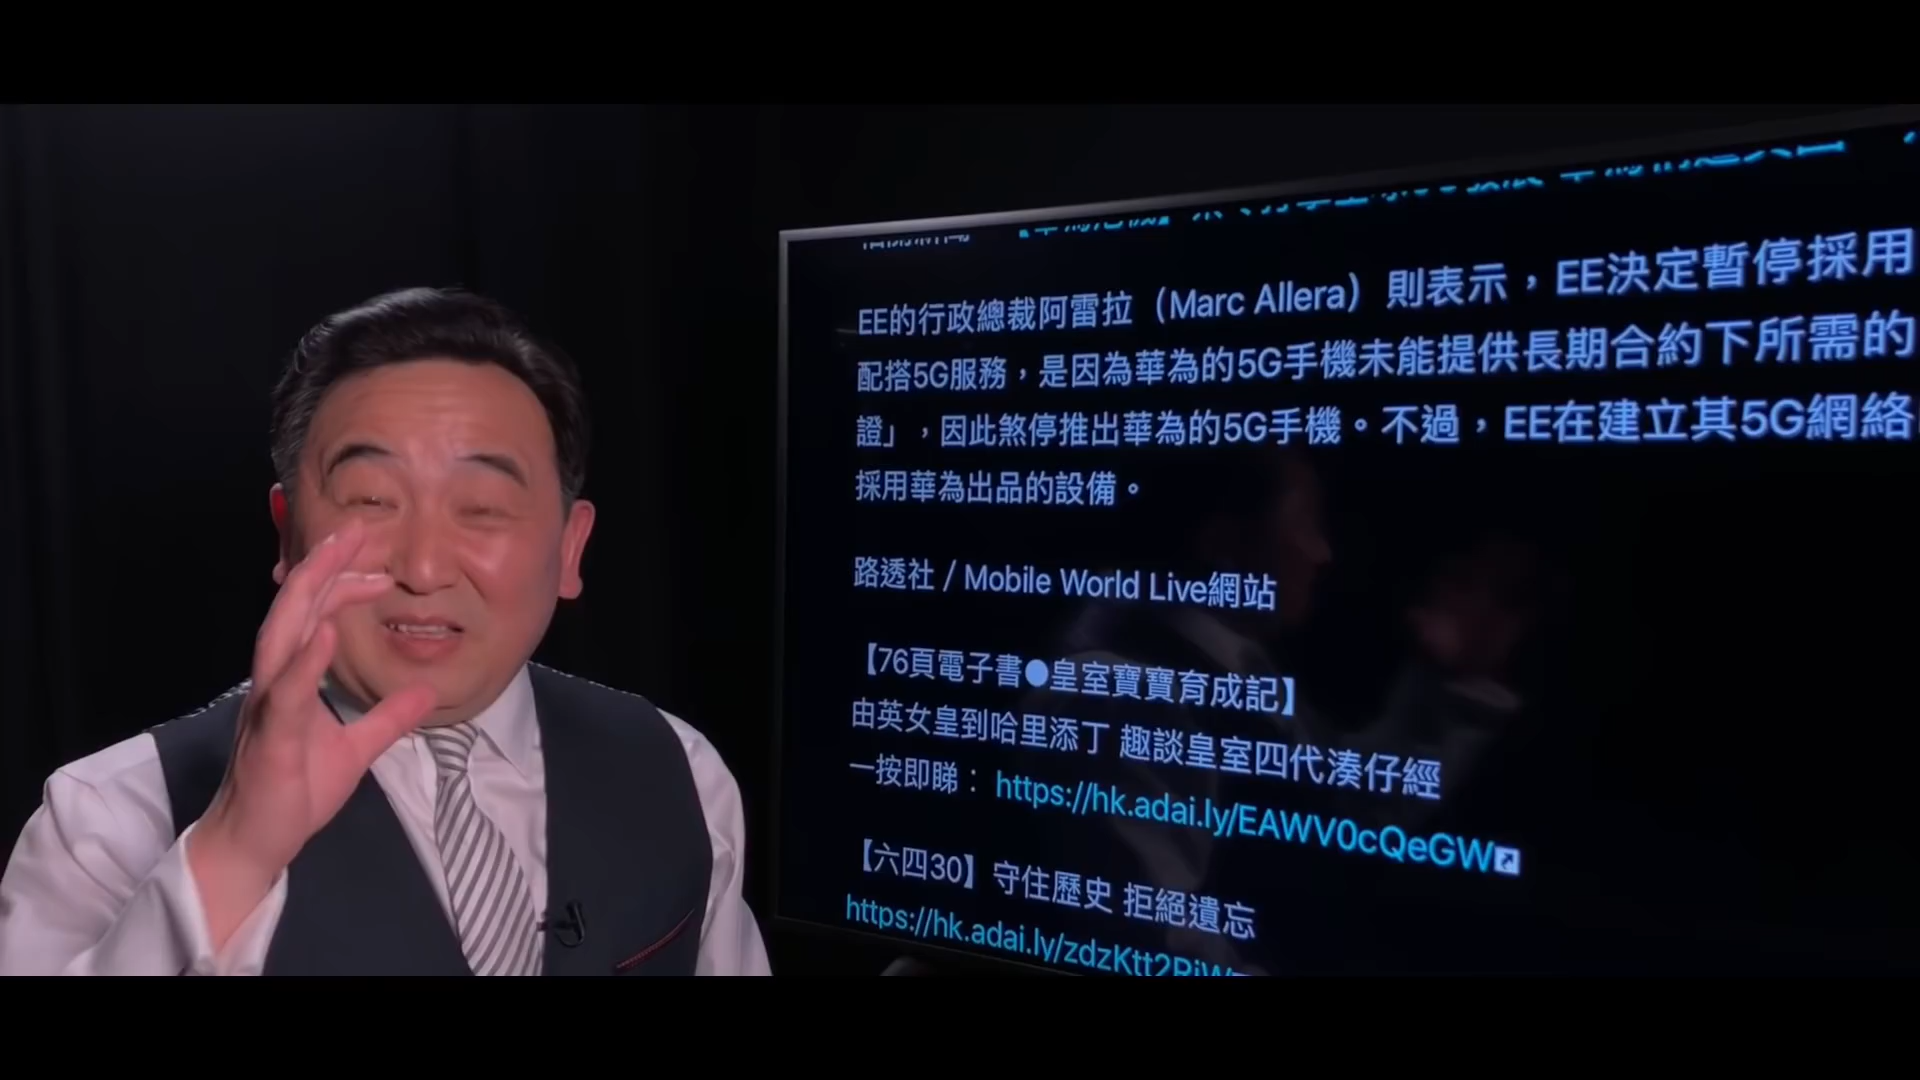 EE的行政總裁阿雷拉（Marc Allera）則表示，EE決定暫停採用
配搭5G服務，是因為華為的5G手機未能提供長期合約下所需的
證」，因此煞停推出華為的5G手機。不過，EE在建立其5G網絡
採用華為出品的設備。
路透社 / Mobile World Live網站
【76頁電子書●皇室寶寶育成記】
由英女皇到哈里添丁 趣談皇室四代湊仔經
一按即睇： https://hk.adai.ly/EAWV0cQeGW
【六四30】守住歷史 拒絕遺忘
https://hk.adai.ly/zdzKtt2RjW